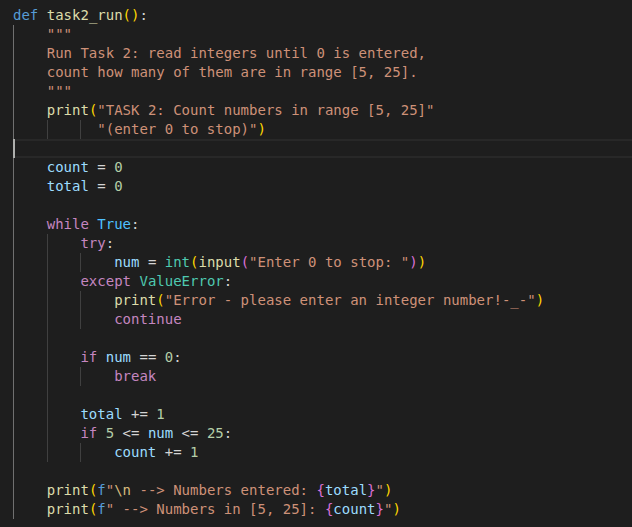 def task2_run():
    """
    Run Task 2: read integers until 0 is entered,
    count how many of them are in range [5, 25].
    """
    print("TASK 2: Count numbers in range [5, 25]"
          "(enter 0 to stop)")

    count = 0
    total = 0

    while True:
        try:
            num = int(input("Enter 0 to stop: "))
        except ValueError:
            print("Error - please enter an integer number!-_-")
            continue

        if num == 0:
            break

        total += 1
        if 5 <= num <= 25:
            count += 1

    print(f"\n --> Numbers entered: {total}")
    print(f" --> Numbers in [5, 25]: {count}")